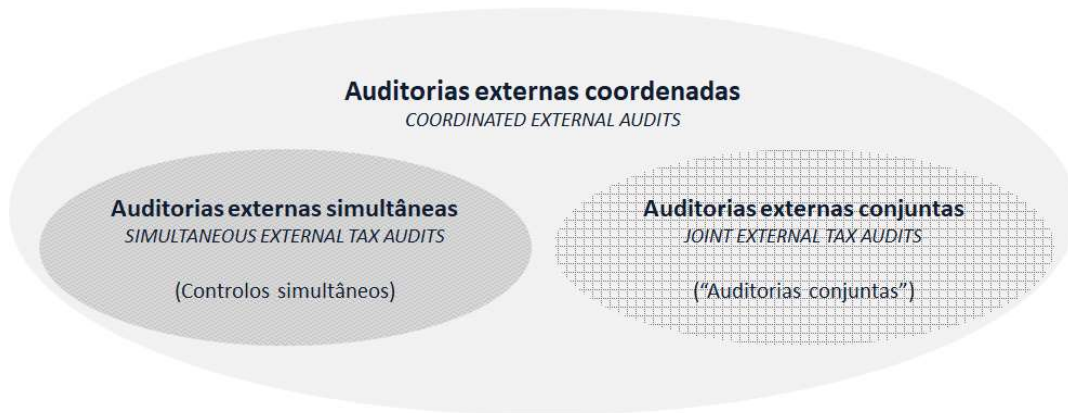 Auditorias externas coordenadas
COORDINATED EXTERNAL AUDITS
Auditorias externas simultâneas
SIMULTANEOUS EXTERNAL TAX AUDITS
(Controlos simultâneos)
Auditorias externas conjuntas
JOINT EXTERNAL TAX AUDITS
(“Auditorias conjuntas”)